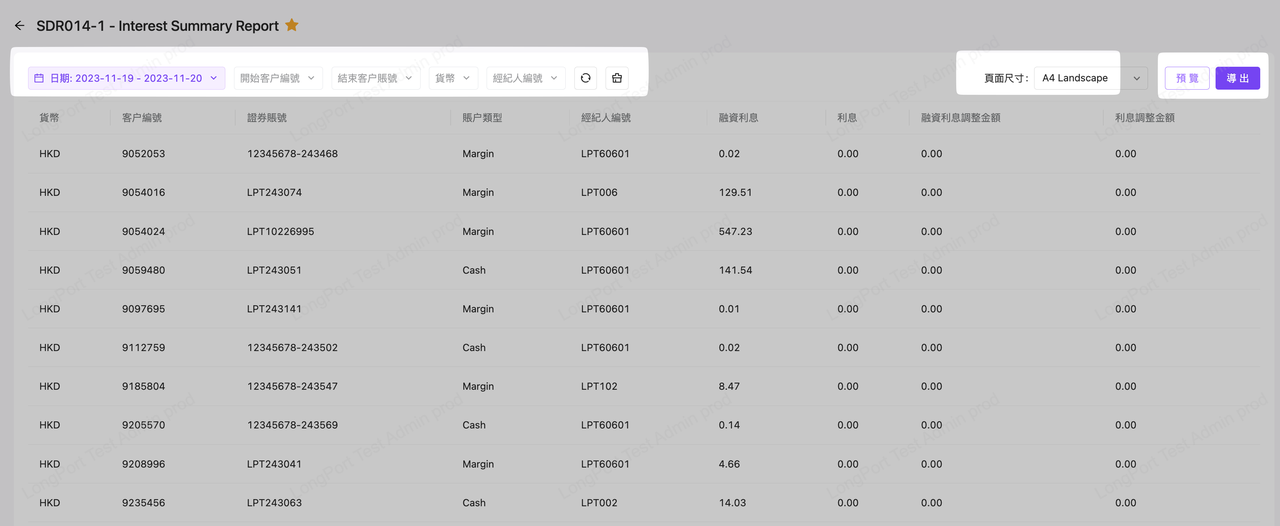 SDR014-1 - Interest Summary Report
日期: 2023-11-19 - 2023-11-20 開始客户編號 結束客户賬號 貨幣 經紀人編號 頁面尺寸: A4 Landscape 預覽 導出
貨幣 客户編號 證券賬號 賬户類型 經紀人編號 融資利息 利息 融資利息調整金額 利息調整金額
HKD 9052053 12345678-243468 Margin LPT60601 0.02 0.00 0.00 0.00
HKD 9054016 LPT243074 Margin LPT006 129.51 0.00 0.00 0.00
HKD 9054024 LPT10226995 Margin LPT60601 547.23 0.00 0.00 0.00
HKD 9059480 LPT243051 Cash LPT60601 141.54 0.00 0.00 0.00
HKD 9097695 LPT243141 Margin LPT60601 0.01 0.00 0.00 0.00
HKD 9112759 12345678-243502 Cash LPT60601 0.02 0.00 0.00 0.00
HKD 9185804 12345678-243547 Margin LPT102 8.47 0.00 0.00 0.00
HKD 9205570 12345678-243569 Cash LPT60601 0.14 0.00 0.00 0.00
HKD 9208996 LPT243041 Margin LPT60601 4.66 0.00 0.00 0.00
HKD 9235456 LPT243063 Cash LPT002 14.03 0.00 0.00 0.00
LongPort Test Admin prod